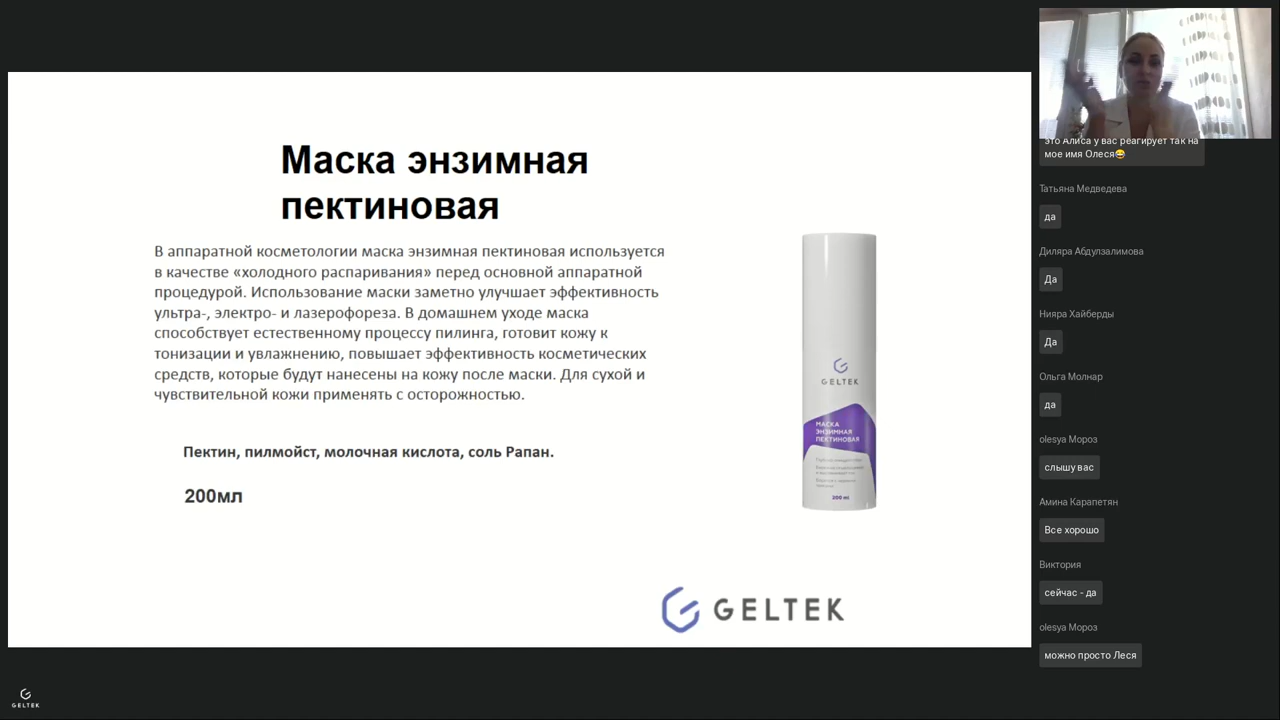 Маска энзимная
пектиновая
В аппаратной косметологии маска энзимная пектиновая используется
в качестве «холодного распаривания» перед основной аппаратной
процедурой. Использование маски заметно улучшает эффективность
ультра-, электро- и лазерофореза. В домашнем уходе маска
способствует естественному процессу пилинга, готовит кожу к
тонизации и увлажнению, повышает эффективность косметических
средств, которые будут нанесены на кожу после маски. Для сухой и
чувствительной кожи применять с осторожностью.
Пектин, пилмойст, молочная кислота, соль Рапан.
200мл
GELTEK
МАСКА
ЭНЗИМНАЯ
ПЕКТИНОВАЯ
200 ml
GELTEK
GELTEK
это Алиса у вас реагирует так на
мое имя Олеся😅
Татьяна Медведева
да
Диляра Абдулзалимова
Да
Нияра Хайберды
Да
Ольга Молнар
да
olesya Мороз
слышу вас
Амина Карапетян
Все хорошо
Виктория
сейчас - да
olesya Мороз
можно просто Леся